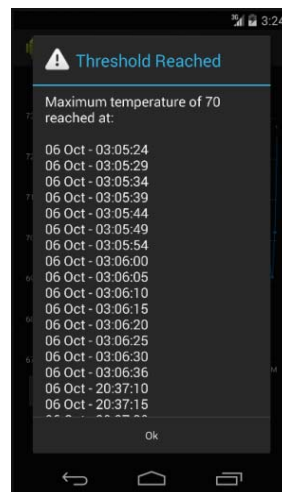 3G 3:24
Threshold Reached
Maximum temperature of 70
reached at:
06 Oct - 03:05:24
06 Oct - 03:05:29
06 Oct - 03:05:34
06 Oct - 03:05:39
06 Oct - 03:05:44
06 Oct - 03:05:49
06 Oct - 03:05:54
06 Oct - 03:06:00
06 Oct - 03:06:05
06 Oct - 03:06:10
06 Oct - 03:06:15
06 Oct - 03:06:20
06 Oct - 03:06:25
06 Oct - 03:06:30
06 Oct - 03:06:36
06 Oct - 20:37:10
06 Oct - 20:37:15
Ok